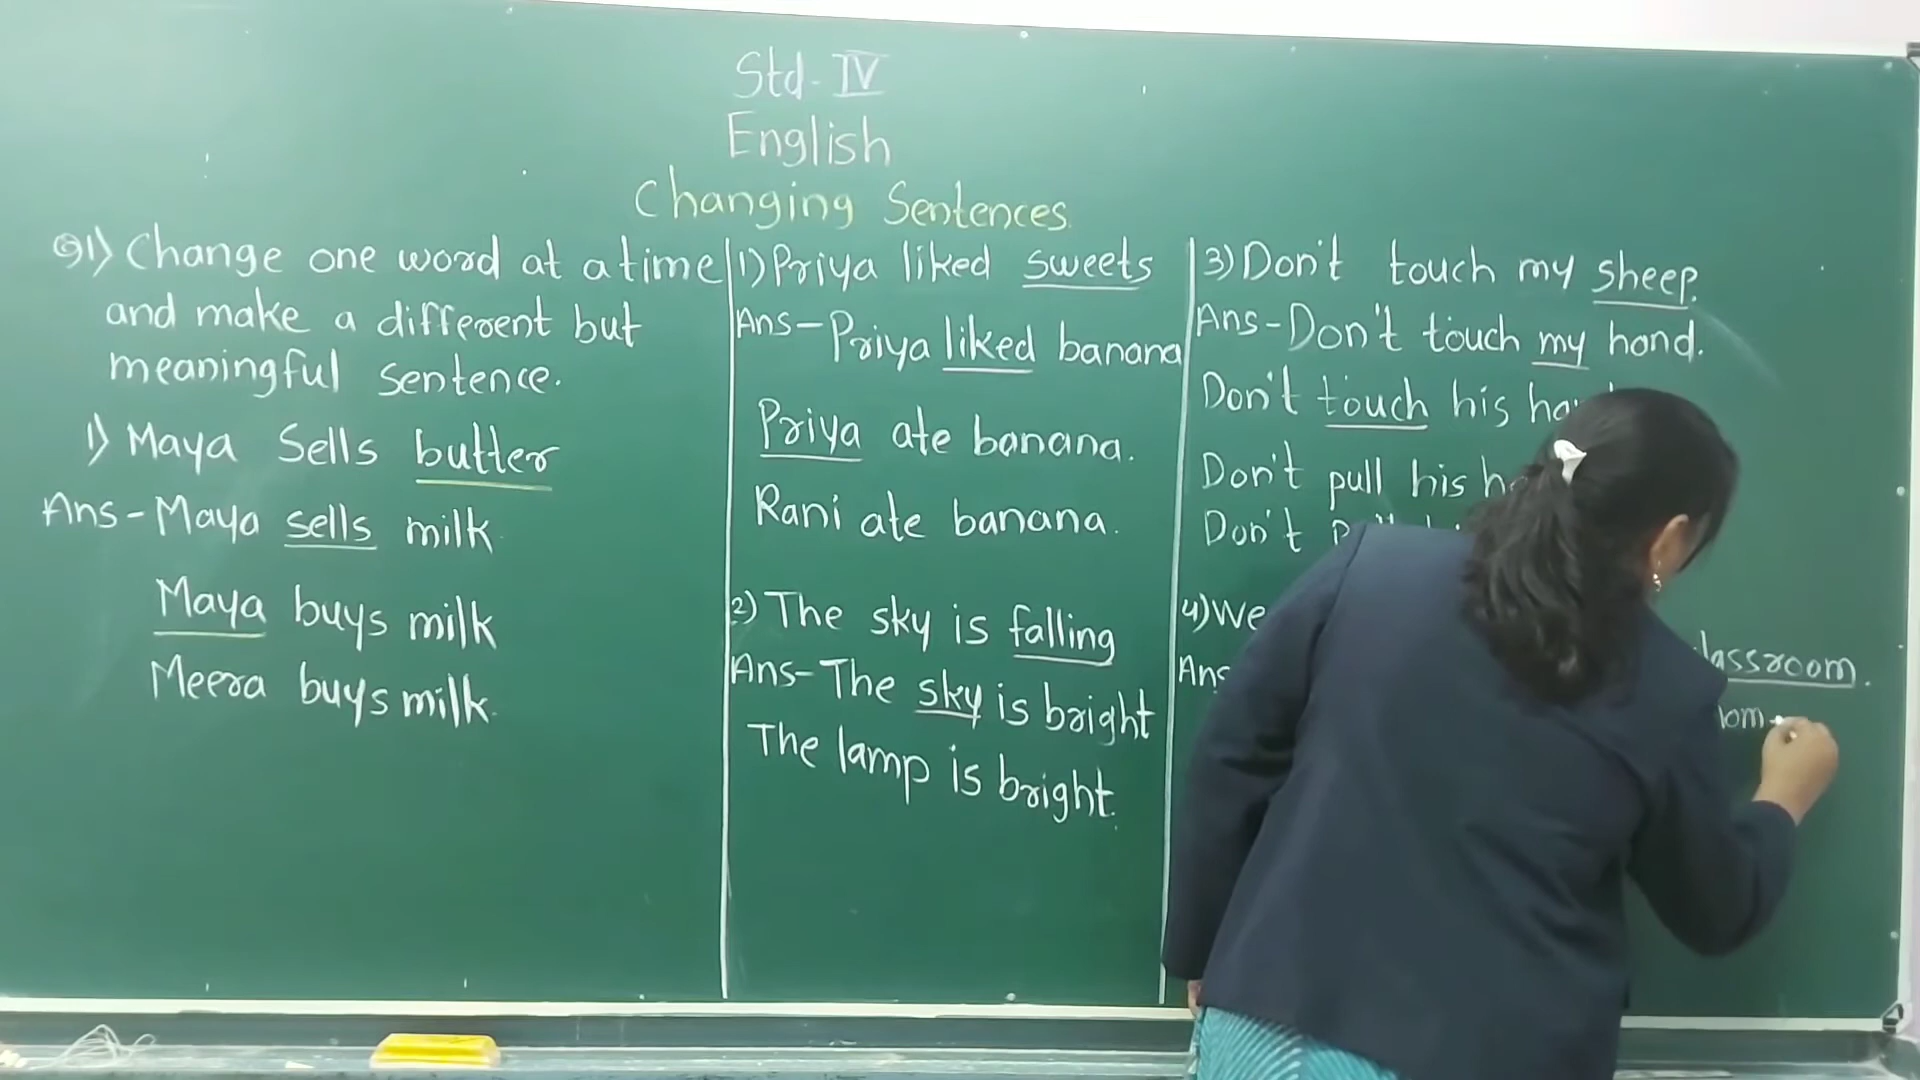 Std-IV
English
Changing Sentences
Q1) Change one word at a time
and make a different but
meaningful sentence.
1) Maya Sells butter
Ans-Maya sells milk.
Maya buys milk
Meera buys milk.
1) Priya liked sweets
Ans-Priya liked banana
Priya ate banana.
Rani ate banana.
2) The sky is falling
Ans-The sky is bright
The lamp is bright.
3) Don't touch my sheep.
Ans-Don't touch my hand.
Don't touch his
Don't pull his
Don't
4) We
Ans